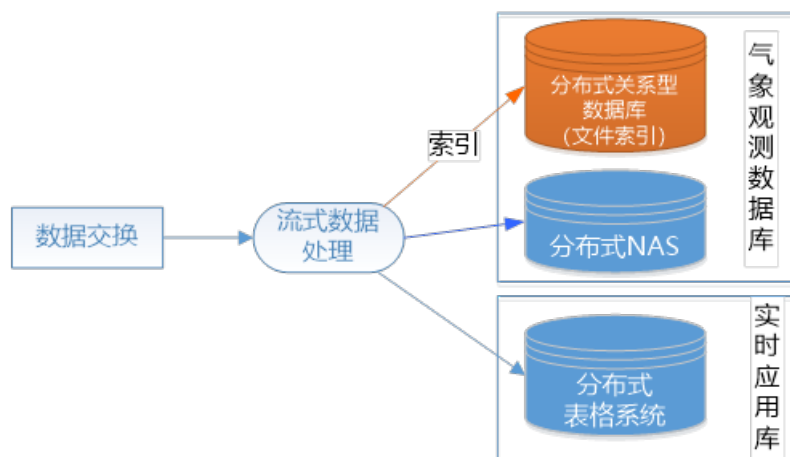 数据交换
流式数据
处理
索引
分布式关系型
数据库
(文件索引)
分布式NAS
气象观测数据库
分布式
表格系统
实时应用库